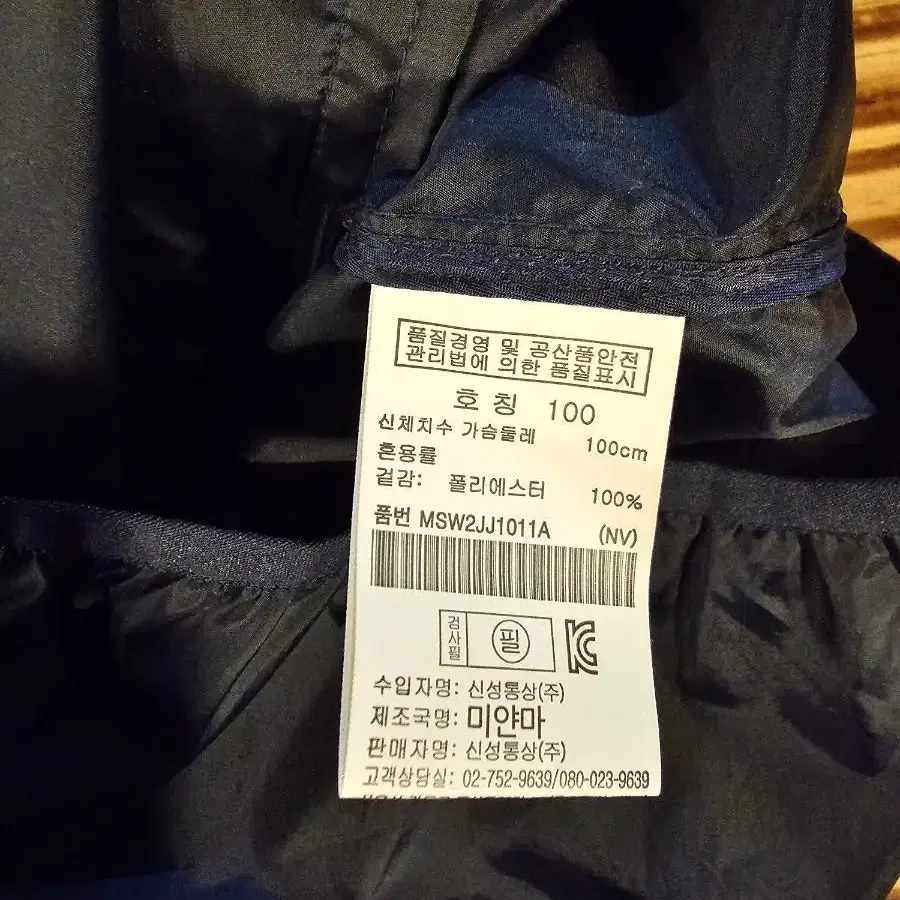 품질경영 및 공산품안전
관리법에 의한 품질표시
호 칭 100
신체치수 가슴둘레 100cm
혼용률
겉감: 폴리에스터 100%
품번 MSW2JJ1011A (NV)
검사필 필
수입자명: 신성통상(주)
제조국명: 미얀마
판매자명: 신성통상(주)
고객상담실: 02-752-9639/080-023-9639